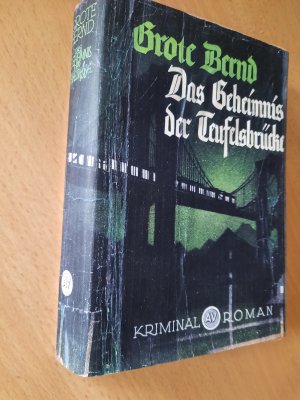 Grote Bernd
Das Geheimnis
der Teufelsbrücke
KRIMINAL AV ROMAN
GROTE
BERND